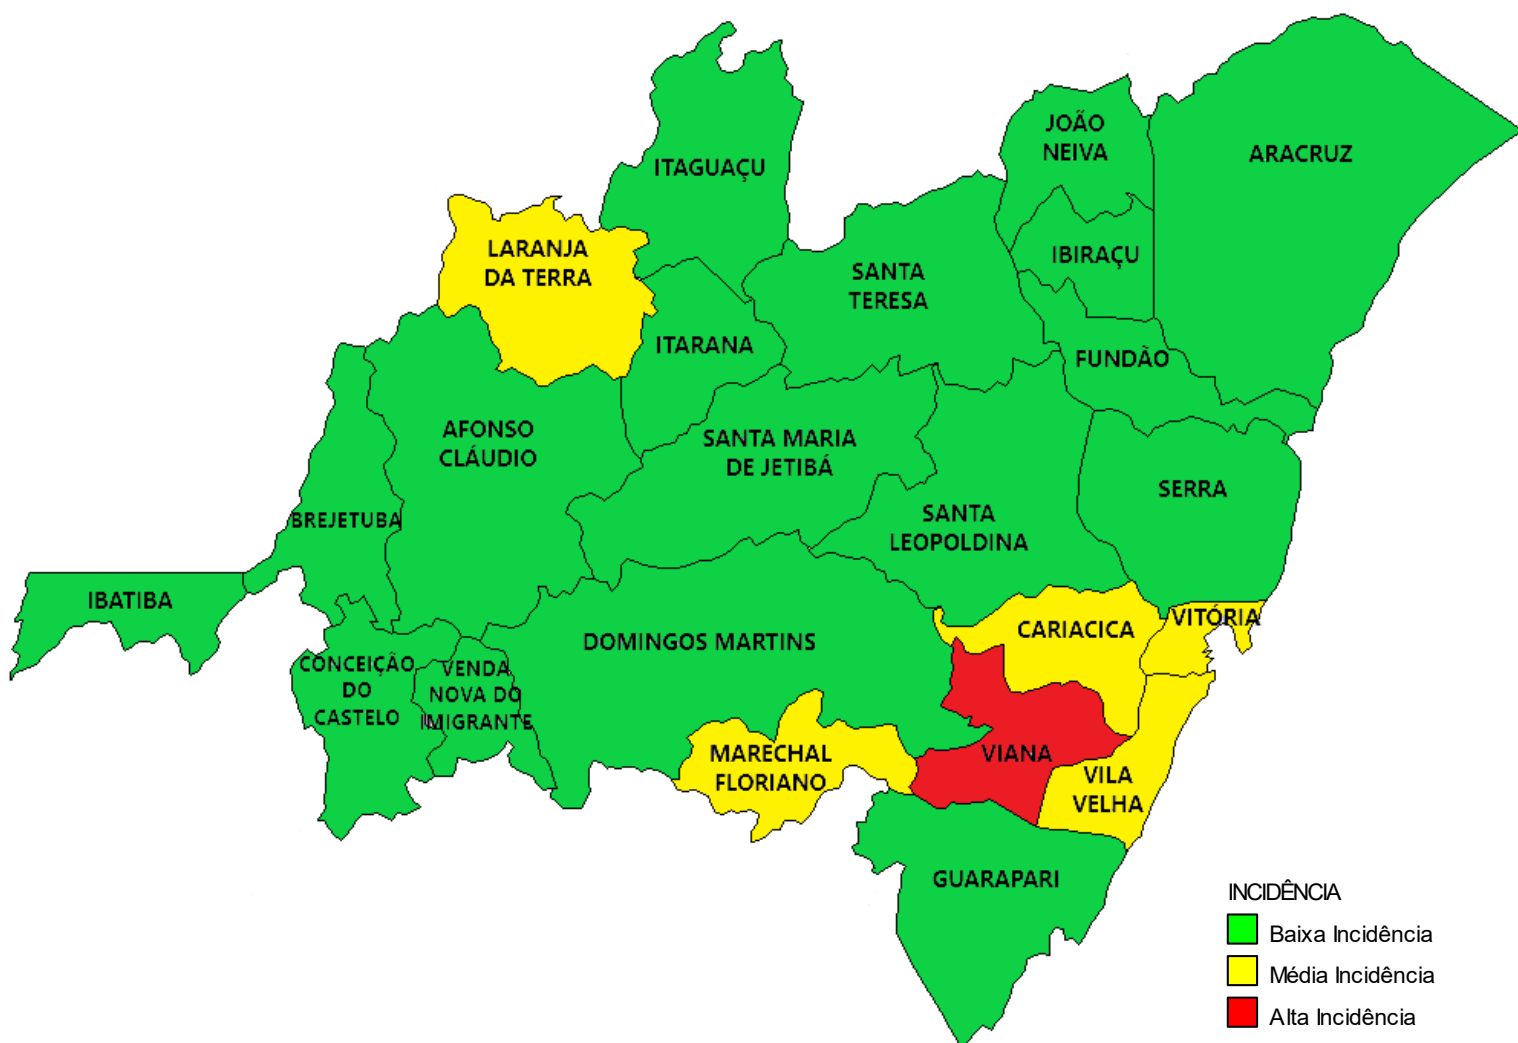 JOÃO
NEIVA
ARACRUZ
ITAGUAÇU
LARANJA
DA TERRA
IBIRAÇU
SANTA
TERESA
ITARANA
FUNDÃO
AFONSO
CLÁUDIO
SANTA MARIA
DE JETIBÁ
SERRA
BREJETUBA
SANTA
LEOPOLDINA
IBATIBA
VITÓRIA
CARIACICA
DOMINGOS MARTINS
CONCEIÇÃO
DO
CASTELO
VENDA
NOVA DO
IMIGRANTE
MARECHAL
FLORIANO
VIANA
VILA
VELHA
GUARAPARI
INCIDÊNCIA
Baixa Incidência
Média Incidência
Alta Incidência